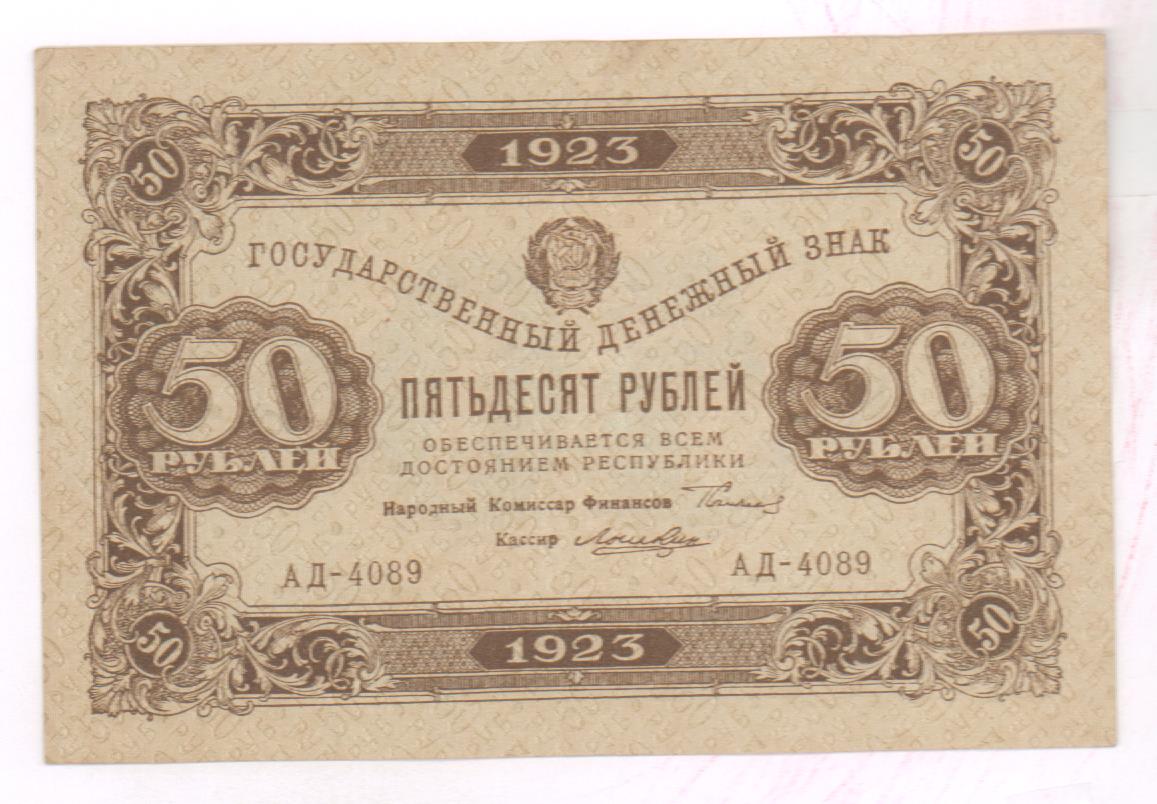 50 1923 50
ГОСУДАРСТВЕННЫЙ ДЕНЕЖНЫЙ ЗНАК
50 РУБЛЕЙ
ПЯТЬДЕСЯТ РУБЛЕЙ
50 РУБЛЕЙ
ОБЕСПЕЧИВАЕТСЯ ВСЕМ
ДОСТОЯНИЕМ РЕСПУБЛИКИ
Народный Комиссар Финансов
Кассир
АД-4089 АД-4089
50 1923 50